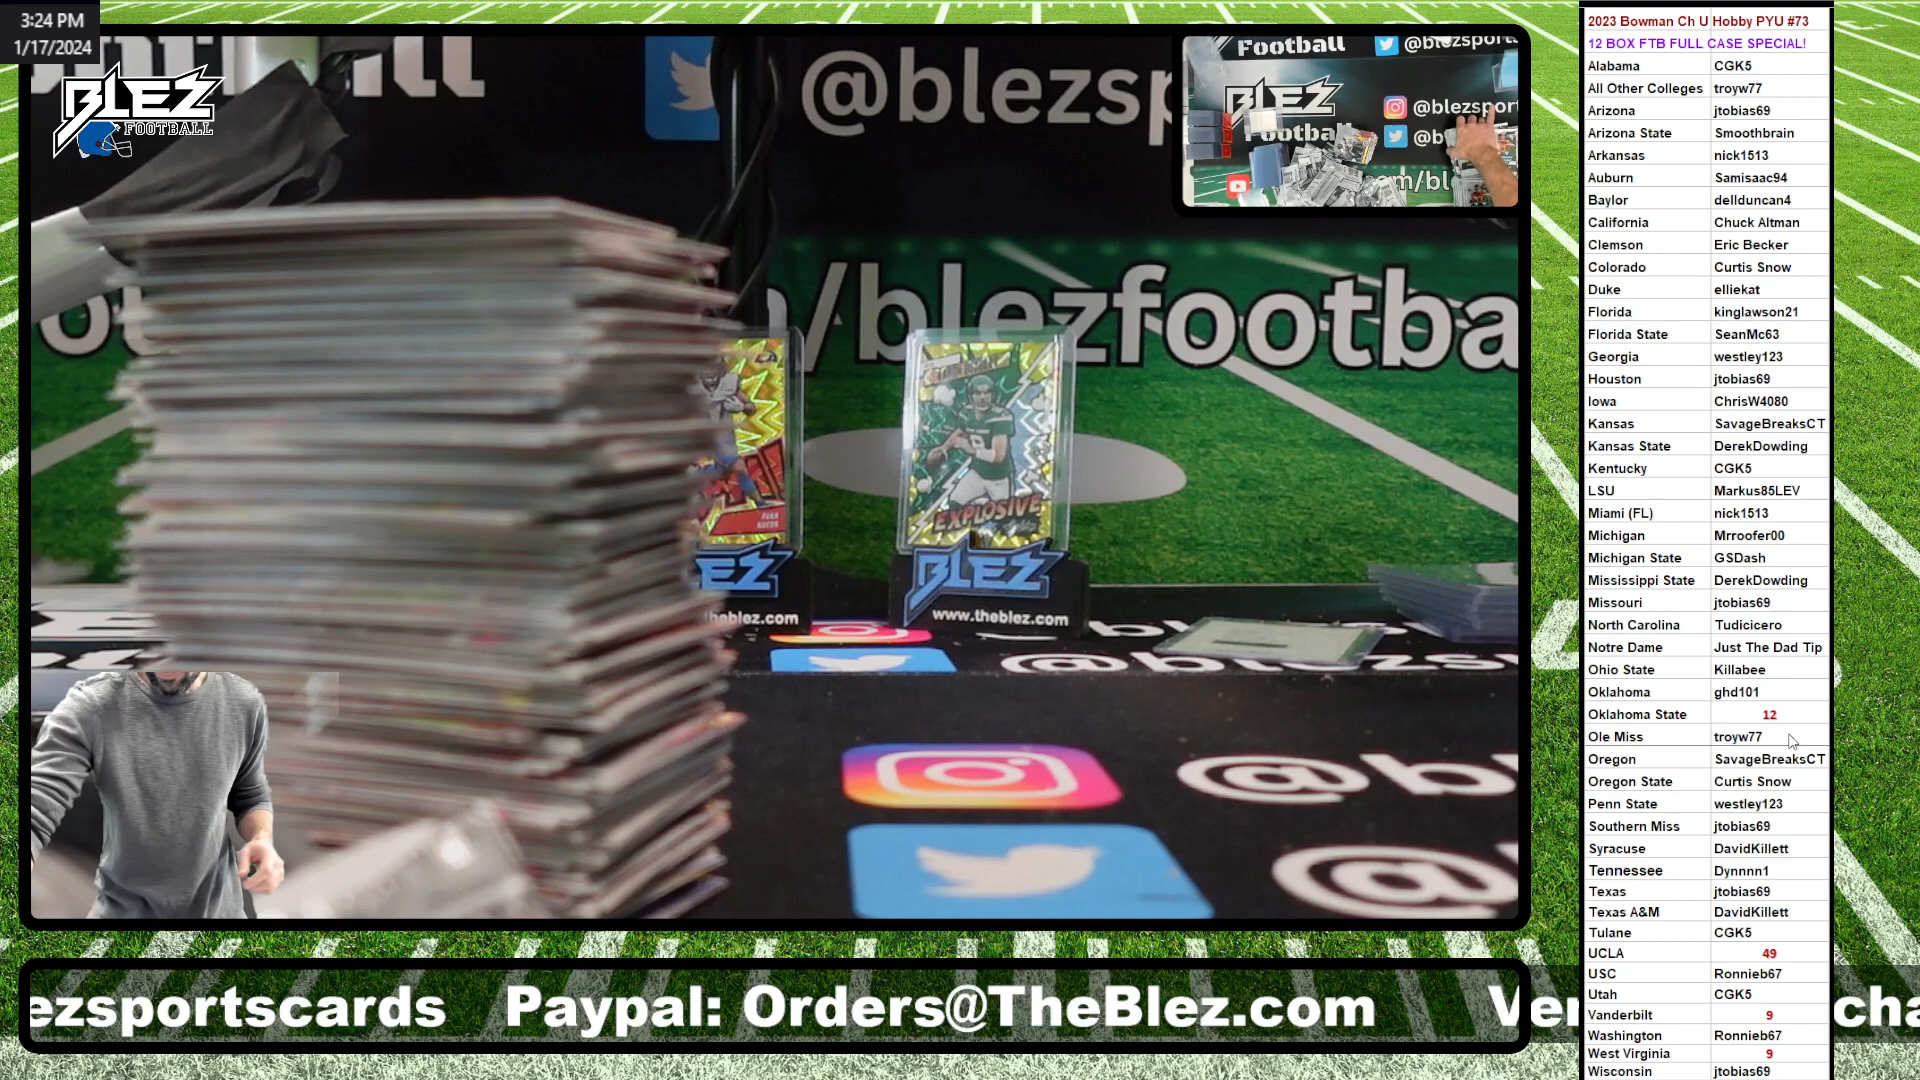 3:24 PM
1/17/2024
BLEZ
FOOTBALL
@blezsp
/blezfootba
Football
@blezsport
BLEZ
Football
@blezsport
@b
m/bl
EXPLOSIVE
EZ
BLEZ
theblez.com
www.theblez.com
@b
ezsportscards Paypal: Orders@TheBlez.com Ve
cha
2023 Bowman Ch U Hobby PYU #73
12 BOX FTB FULL CASE SPECIAL!
Alabama CGK5
All Other Colleges troyw77
Arizona jtobias69
Arizona State Smoothbrain
Arkansas nick1513
Auburn Samisaac94
Baylor dellduncan4
California Chuck Altman
Clemson Eric Becker
Colorado Curtis Snow
Duke elliekat
Florida kinglawson21
Florida State SeanMc63
Georgia westley123
Houston jtobias69
Iowa ChrisW4080
Kansas SavageBreaksCT
Kansas State DerekDowding
Kentucky CGK5
LSU Markus85LEV
Miami (FL) nick1513
Michigan Mrroofer00
Michigan State GSDash
Mississippi State DerekDowding
Missouri jtobias69
North Carolina Tudicicero
Notre Dame Just The Dad Tip
Ohio State Killabee
Oklahoma ghd101
Oklahoma State 12
Ole Miss troyw77
Oregon SavageBreaksCT
Oregon State Curtis Snow
Penn State westley123
Southern Miss jtobias69
Syracuse DavidKillett
Tennessee Dynnnn1
Texas jtobias69
Texas A&M DavidKillett
Tulane CGK5
UCLA 49
USC Ronnieb67
Utah CGK5
Vanderbilt 9
Washington Ronnieb67
West Virginia 9
Wisconsin jtobias69